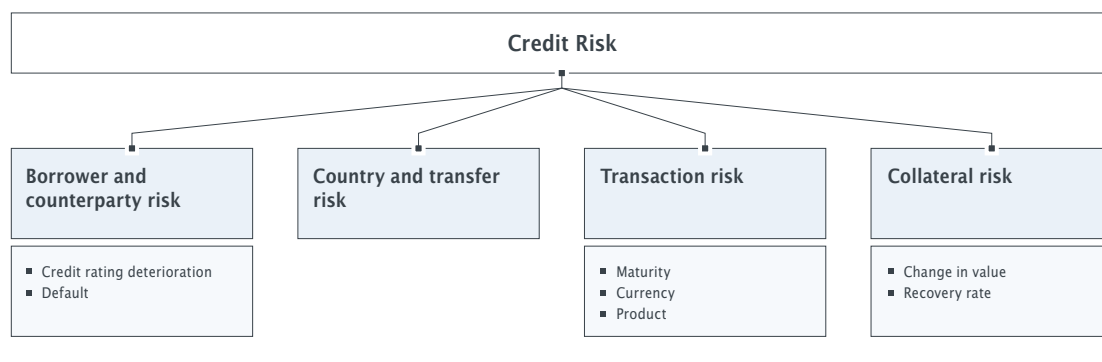 Credit Risk
Borrower and
counterparty risk
Credit rating deterioration
Default
Country and transfer
risk
Transaction risk
Maturity
Currency
Product
Collateral risk
Change in value
Recovery rate